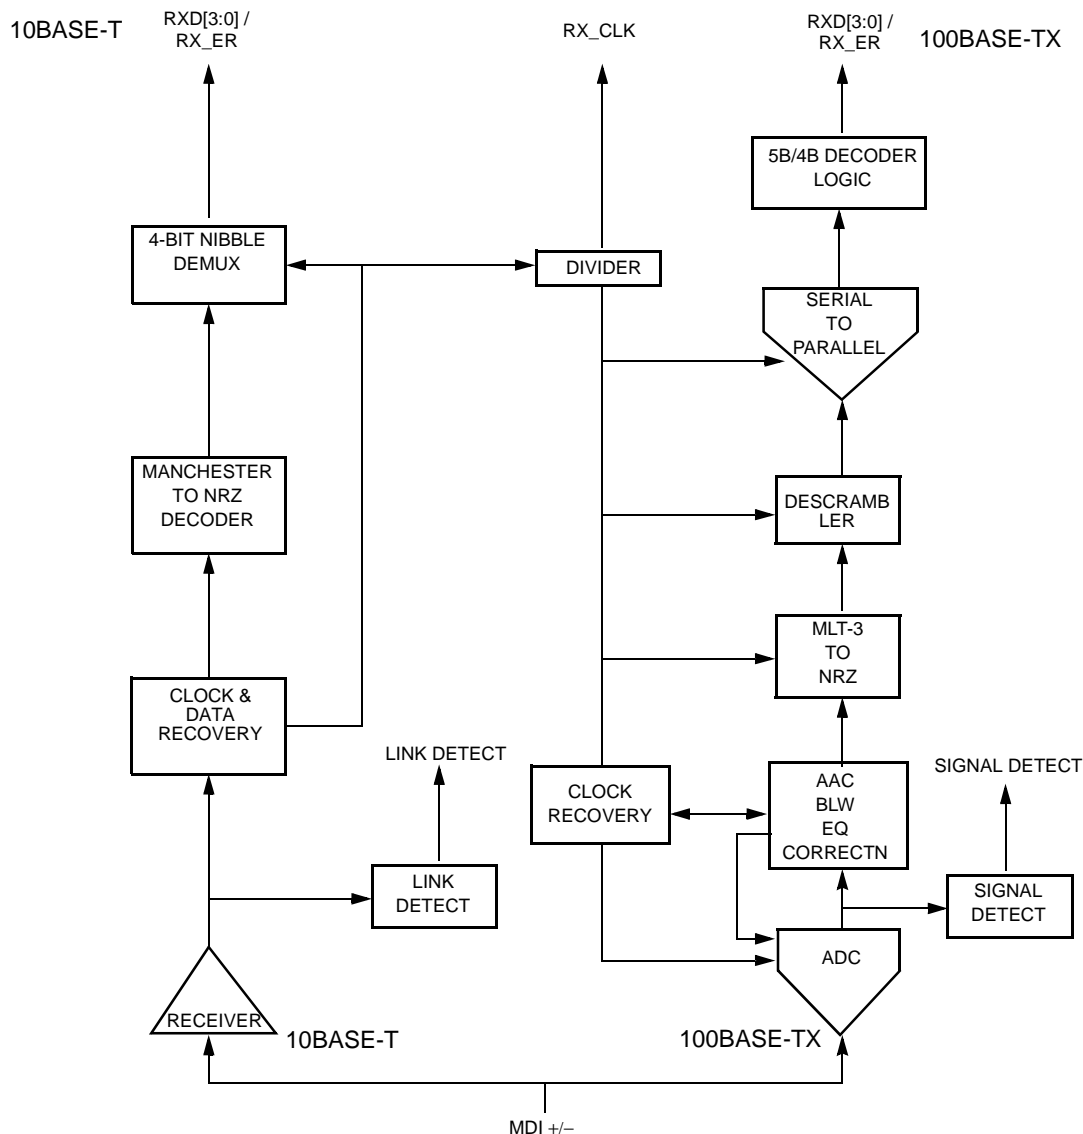 10BASE-T
RXD[3:0] /
RX_ER
RX_CLK
RXD[3:0] /
RX_ER
100BASE-TX
5B/4B DECODER
LOGIC
4-BIT NIBBLE
DEMUX
DIVIDER
SERIAL
TO
PARALLEL
MANCHESTER
TO NRZ
DECODER
DESCRAMB
LER
MLT-3
TO
NRZ
CLOCK &
DATA
RECOVERY
LINK DETECT
CLOCK
RECOVERY
AAC
BLW
EQ
CORRECTN
SIGNAL DETECT
LINK
DETECT
SIGNAL
DETECT
ADC
RECEIVER
10BASE-T
100BASE-TX
MDI +/−